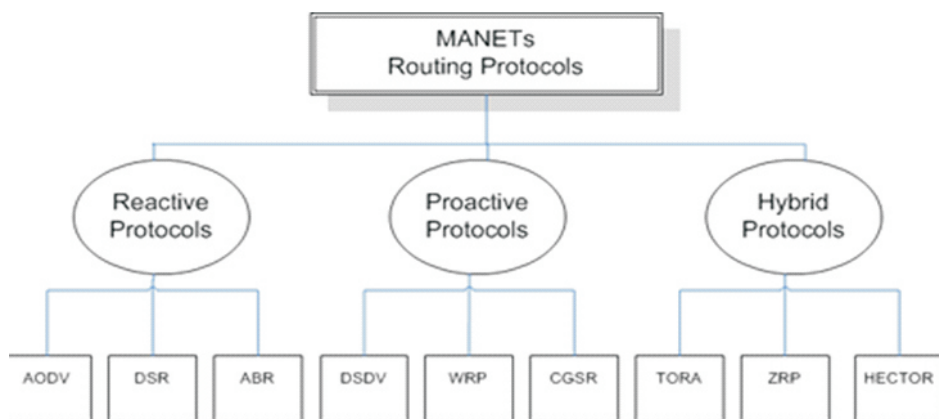 MANETs
Routing Protocols
Reactive
Protocols
Proactive
Protocols
Hybrid
Protocols
AODV
DSR
ABR
DSDV
WRP
CGSR
TORA
ZRP
HECTOR